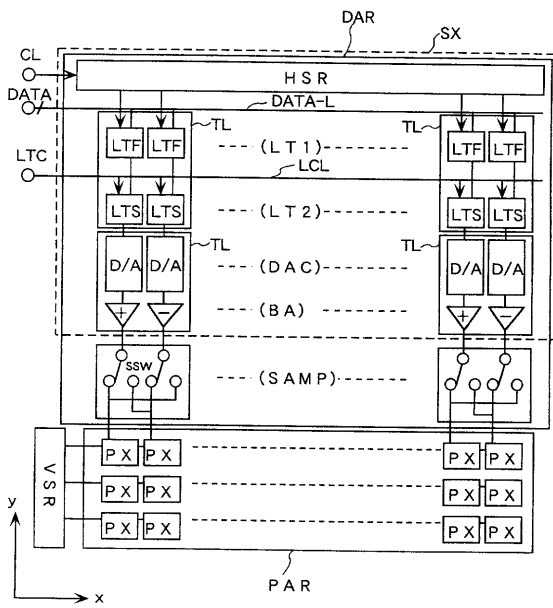 DAR SX
CL
HSR
DATA
DATA-L
TL TL
LTF LTF (LT1) LTF LTF
LTC
LCL
LTS LTS (LT2) LTS LTS
TL TL
D/A D/A (DAC) D/A D/A
+ − (BA) + −
SSW
(SAMP)
VSR
PX PX PX PX
PX PX PX PX
PX PX PX PX
y
x
PAR